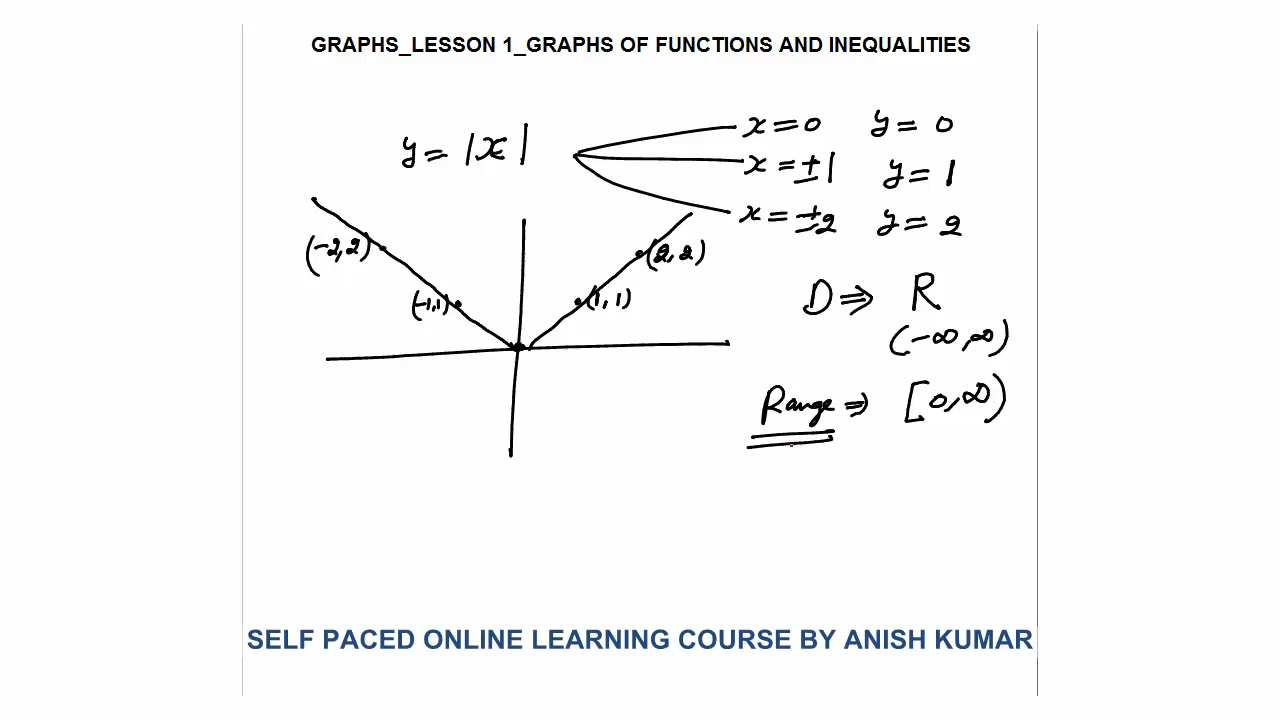 GRAPHS_LESSON 1_GRAPHS OF FUNCTIONS AND INEQUALITIES
y = |x|
x = 0 y = 0
x = ±1 y = 1
x = ±2 y = 2
(-2, 2)
(2, 2)
(-1, 1)
(1, 1)
D ⇒ R
(-∞, ∞)
Range ⇒ [0, ∞)
SELF PACED ONLINE LEARNING COURSE BY ANISH KUMAR